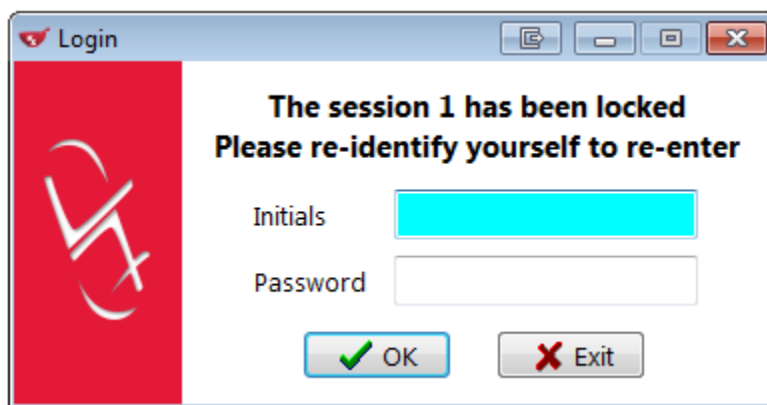 Login
The session 1 has been locked
Please re-identify yourself to re-enter
Initials
Password
OK
Exit